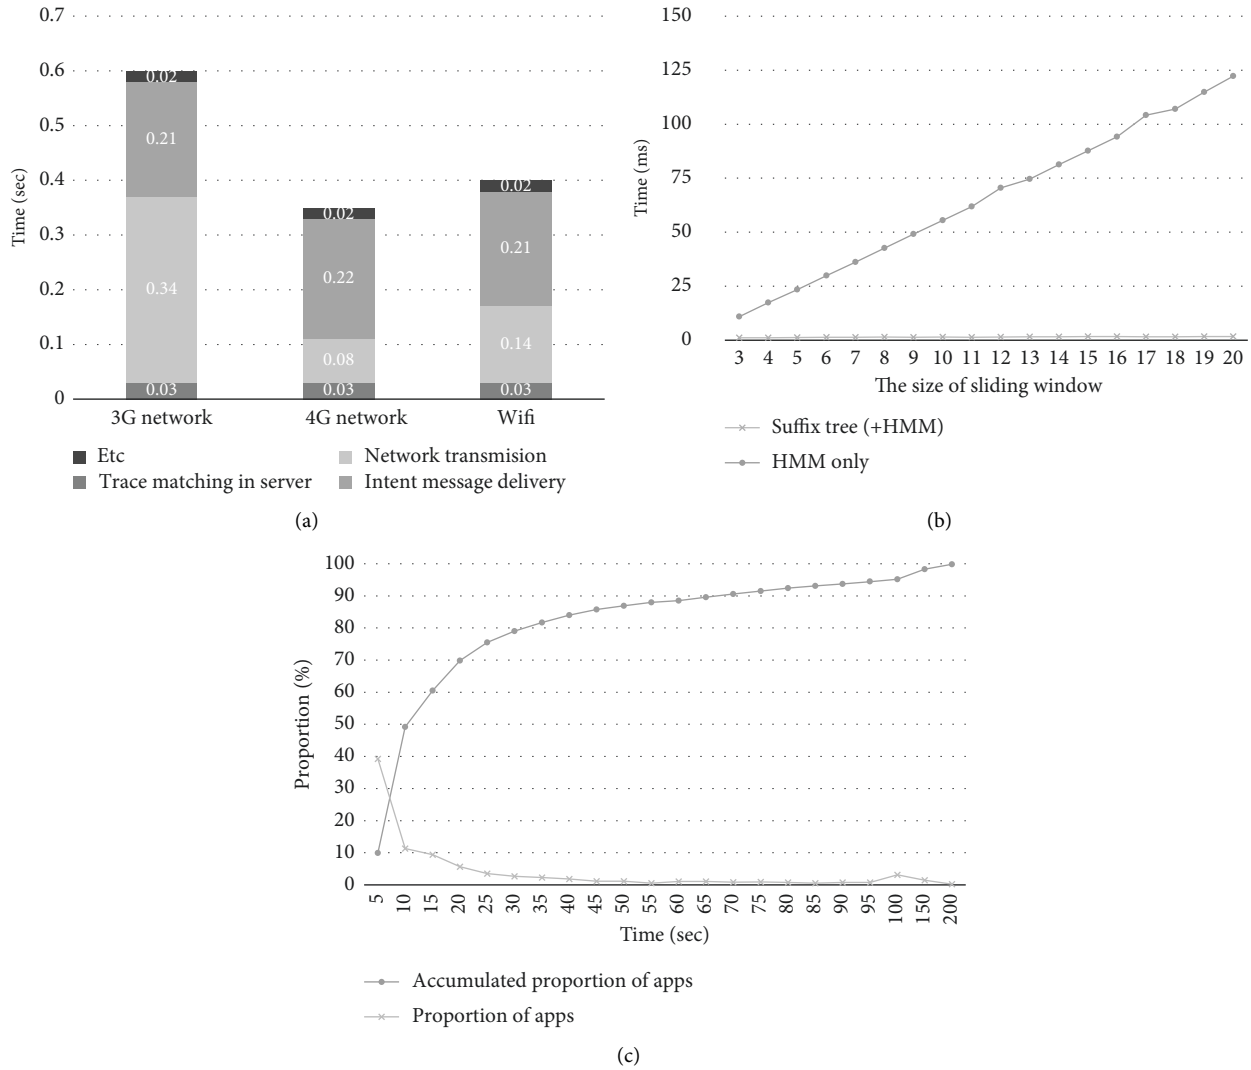 0.7
0.6
0.5
0.4
0.3
0.2
0.1
0
Time (sec)
0.02
0.21
0.34
0.03
0.02
0.22
0.08
0.03
0.02
0.21
0.14
0.03
3G network
4G network
Wifi
Etc
Network transmision
Trace matching in server
Intent message delivery
(a)
150
125
100
75
50
25
0
Time (ms)
3 4 5 6 7 8 9 10 11 12 13 14 15 16 17 18 19 20
The size of sliding window
Suffix tree (+HMM)
HMM only
(b)
100
90
80
70
60
50
40
30
20
10
0
Proportion (%)
5 10 15 20 25 30 35 40 45 50 55 60 65 70 75 80 85 90 95 100 150 200
Time (sec)
Accumulated proportion of apps
Proportion of apps
(c)